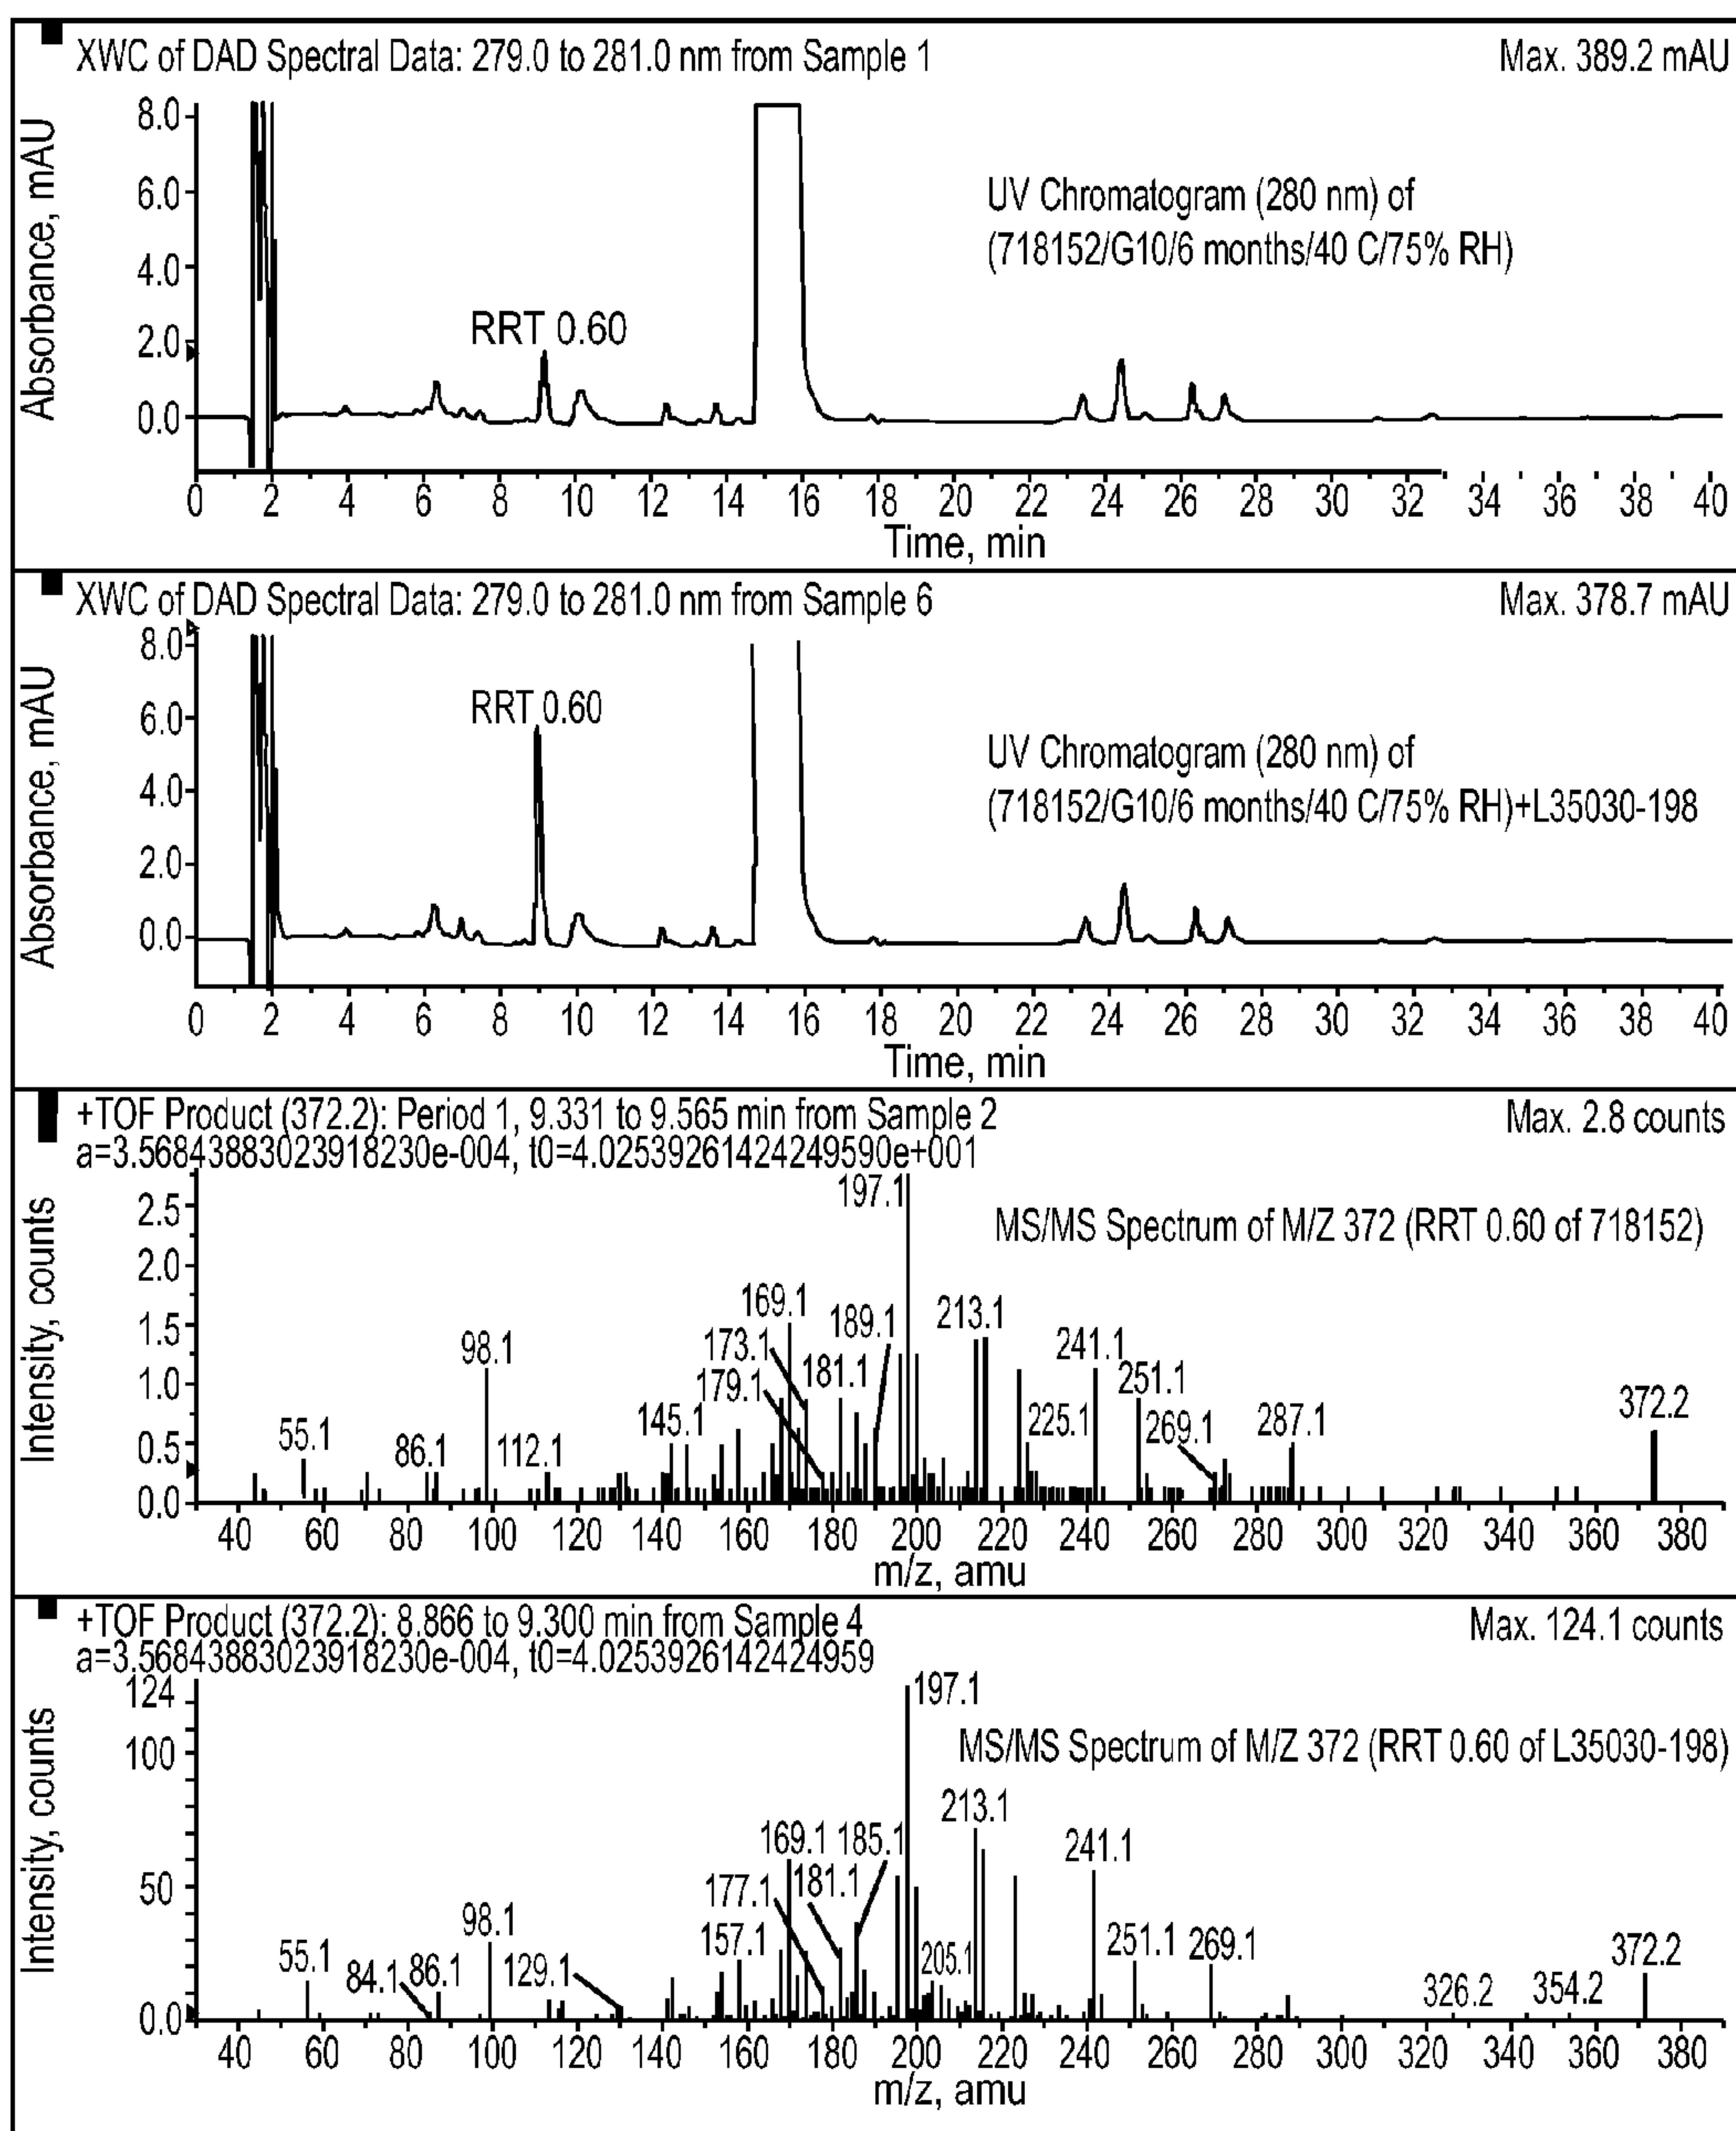 XWC of DAD Spectral Data: 279.0 to 281.0 nm from Sample 1
Max. 389.2 mAU
Absorbance, mAU
8.0
6.0
4.0
2.0
0.0
RRT 0.60
UV Chromatogram (280 nm) of
(718152/G10/6 months/40 C/75% RH)
0 2 4 6 8 10 12 14 16 18 20 22 24 26 28 30 32 34 36 38 40
Time, min
XWC of DAD Spectral Data: 279.0 to 281.0 nm from Sample 6
Max. 378.7 mAU
Absorbance, mAU
8.0
6.0
4.0
2.0
0.0
RRT 0.60
UV Chromatogram (280 nm) of
(718152/G10/6 months/40 C/75% RH)+L35030-198
0 2 4 6 8 10 12 14 16 18 20 22 24 26 28 30 32 34 36 38 40
Time, min
+TOF Product (372.2): Period 1, 9.331 to 9.565 min from Sample 2
Max. 2.8 counts
a=3.56843883023918230e-004, t0=4.02539261424249590e+001
Intensity, counts
2.5
2.0
1.5
1.0
0.5
0.0
197.1
MS/MS Spectrum of M/Z 372 (RRT 0.60 of 718152)
169.1
189.1
213.1
173.1
98.1
181.1
241.1
179.1
251.1
55.1
86.1
112.1
145.1
225.1
269.1
287.1
372.2
40 60 80 100 120 140 160 180 200 220 240 260 280 300 320 340 360 380
m/z, amu
+TOF Product (372.2): 8.866 to 9.300 min from Sample 4
Max. 124.1 counts
a=3.56843883023918230e-004, t0=4.0253926142424959
Intensity, counts
124
100
50
0.0
197.1
MS/MS Spectrum of M/Z 372 (RRT 0.60 of L35030-198)
213.1
169.1
185.1
241.1
177.1
181.1
98.1
157.1
205.1
251.1
269.1
55.1
84.1
86.1
129.1
326.2
354.2
372.2
40 60 80 100 120 140 160 180 200 220 240 260 280 300 320 340 360 380
m/z, amu